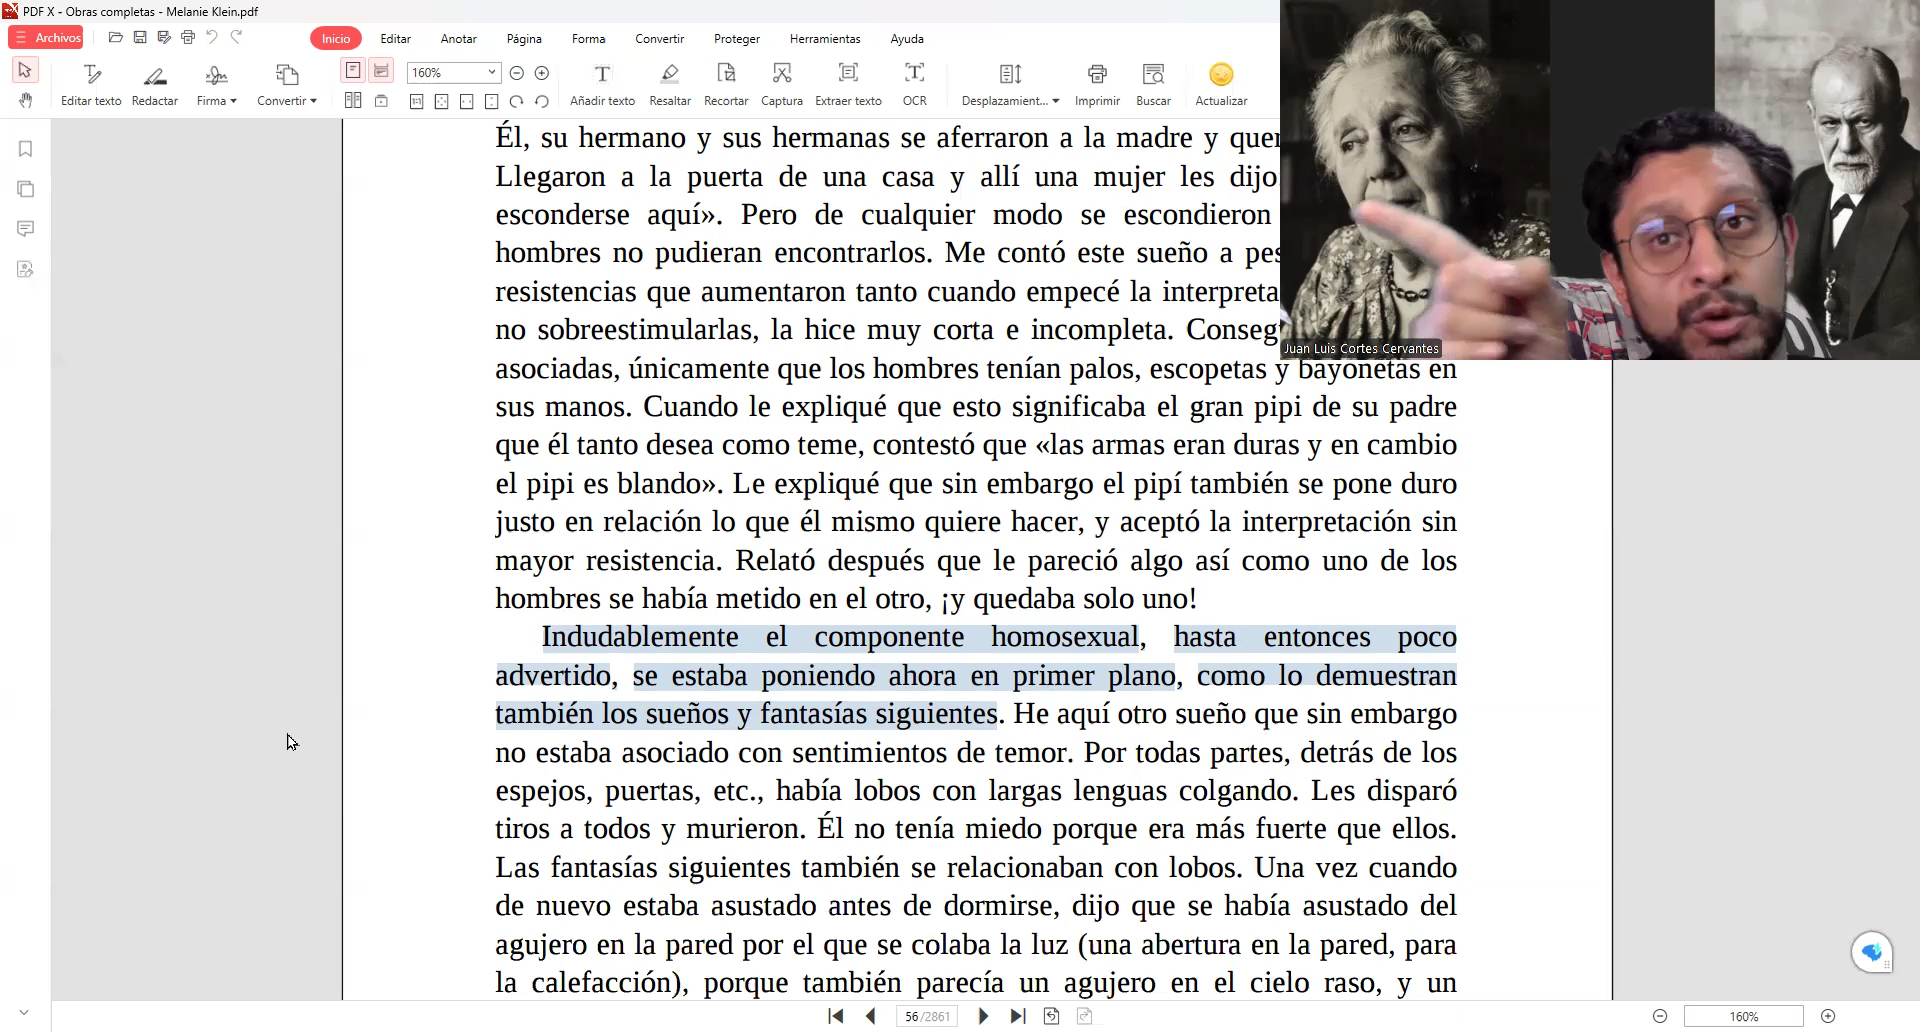 PDF X - Obras completas - Melanie Klein.pdf
Archivos
Inicio
Editar
Anotar
Página
Forma
Convertir
Proteger
Herramientas
Ayuda
160%
Editar texto
Redactar
Firma
Convertir
Añadir texto
Resaltar
Recortar
Captura
Extraer texto
OCR
Desplazamient...
Imprimir
Buscar
Actualizar
Él, su hermano y sus hermanas se aferraron a la madre y
Llegaron a la puerta de una casa y allí una mujer les dijo
esconderse aquí». Pero de cualquier modo se escondieron
hombres no pudieran encontrarlos. Me contó este sueño a
resistencias que aumentaron tanto cuando empecé la
no sobreestimularlas, la hice muy corta e incompleta.
asociadas, únicamente que los hombres tenían palos, escopetas y bayonetas en
sus manos. Cuando le expliqué que esto significaba el gran pipi de su padre
que él tanto desea como teme, contestó que «las armas eran duras y en cambio
el pipi es blando». Le expliqué que sin embargo el pipí también se pone duro
justo en relación lo que él mismo quiere hacer, y aceptó la interpretación sin
mayor resistencia. Relató después que le pareció algo así como uno de los
hombres se había metido en el otro, ¡y quedaba solo uno!
Indudablemente el componente homosexual, hasta entonces poco
advertido, se estaba poniendo ahora en primer plano, como lo demuestran
también los sueños y fantasías siguientes. He aquí otro sueño que sin embargo
no estaba asociado con sentimientos de temor. Por todas partes, detrás de los
espejos, puertas, etc., había lobos con largas lenguas colgando. Les disparó
tiros a todos y murieron. Él no tenía miedo porque era más fuerte que ellos.
Las fantasías siguientes también se relacionaban con lobos. Una vez cuando
de nuevo estaba asustado antes de dormirse, dijo que se había asustado del
agujero en la pared por el que se colaba la luz (una abertura en la pared, para
la calefacción), porque también parecía un agujero en el cielo raso, y un
Juan Luis Cortes Cervantes
56/2861
160%